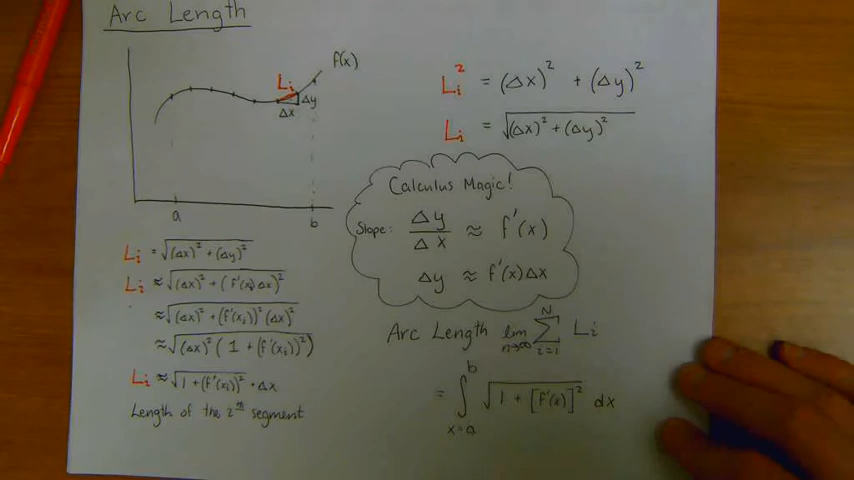 Arc Length
f(x)
Li
Δy
Δx
a
b
Li² = (Δx)² + (Δy)²
Li = √(Δx)² + (Δy)²
Calculus Magic!
Slope: Δy/Δx ≈ f'(x)
Δy ≈ f'(x)Δx
Li = √(Δx)² + (Δy)²
Li ≈ √(Δx)² + (f'(xi)Δx)²
≈ √(Δx)² + (f'(xi))² (Δx)²
≈ √(Δx)² (1 + (f'(xi))²)
Li ≈ √1 + (f'(xi))² · Δx
Length of the ith segment
Arc Length lim n→∞ N Σ i=1 Li
= ∫ b x=a √1 + [f'(x)]² dx